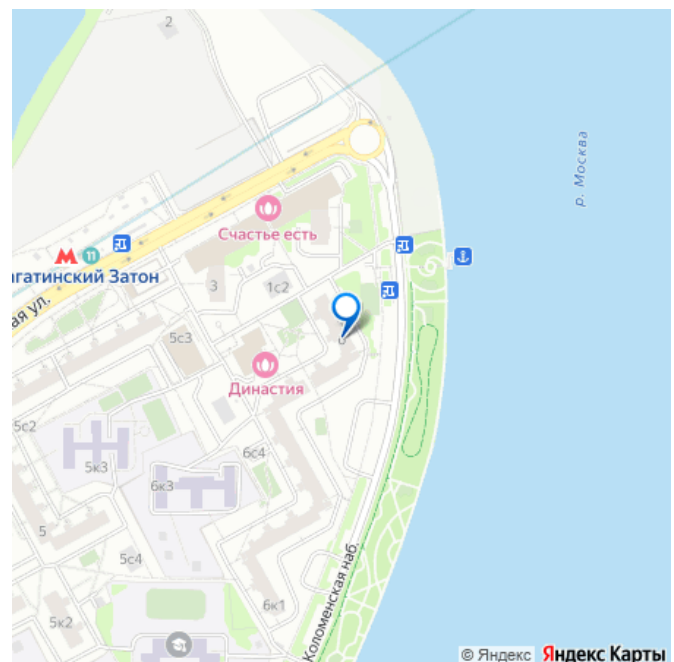 2
р. Москва
Счастье есть
11
агатинский Затон
3
1с2
ая ул.
5с3
Династия
5с2
6с4
5к3
6к3
5
5с4
Коломенская наб.
6к1
5к2
© Яндекс Яндекс Карты